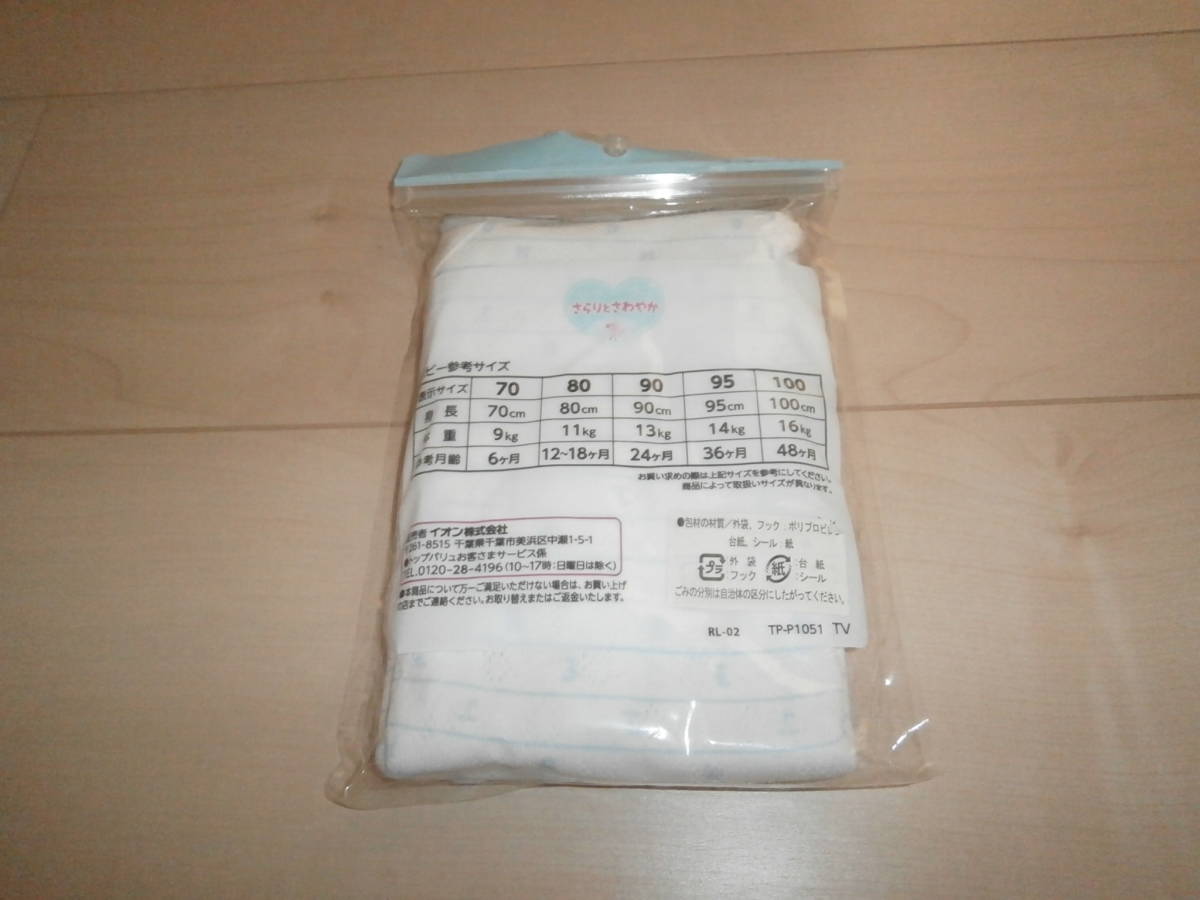 さらりとさわやか
ビー参考サイズ
表示サイズ 70 80 90 95 100
身長 70cm 80cm 90cm 95cm 100cm
体重 9kg 11kg 13kg 14kg 16kg
参考月齢 6ヶ月 12~18ヶ月 24ヶ月 36ヶ月 48ヶ月
お買い求めの際は上記サイズを参考にしてください。
商品によって取扱いサイズが異なります。
発売者 イオン株式会社
〒261-8515 千葉県千葉市美浜区中瀬1-5-1
●トップバリュお客さまサービス係
TEL.0120-28-4196 (10~17時:日曜日は除く)
●本商品について万一ご満足いただけない場合は、お買い上げ
の店までご連絡ください。お取り替えまたはご返金いたします。
●包材の材質/外袋、フック:ポリプロピレン
台紙、シール:紙
プラ 外袋 フック 紙 :台紙 :シール
ごみの分別は自治体の区分にしたがってください。
RL-02 TP-P1051 TV